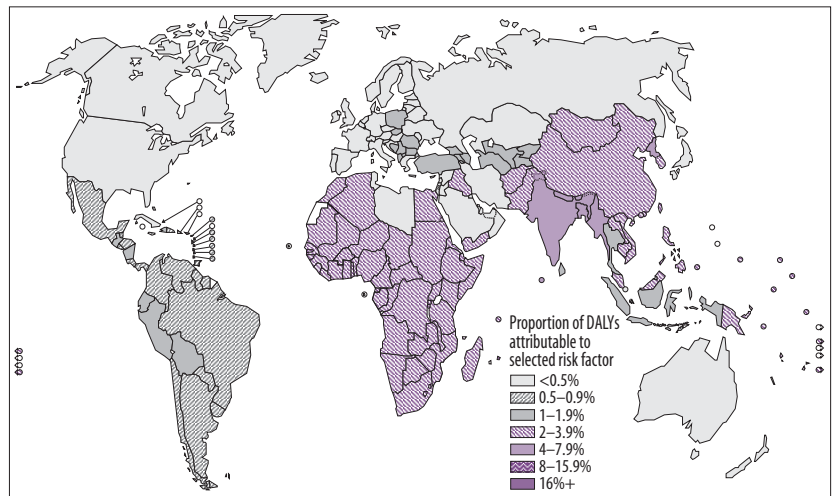 Proportion of DALYs
attributable to
selected risk factor
<0.5%
0.5–0.9%
1–1.9%
2–3.9%
4–7.9%
8–15.9%
16%+